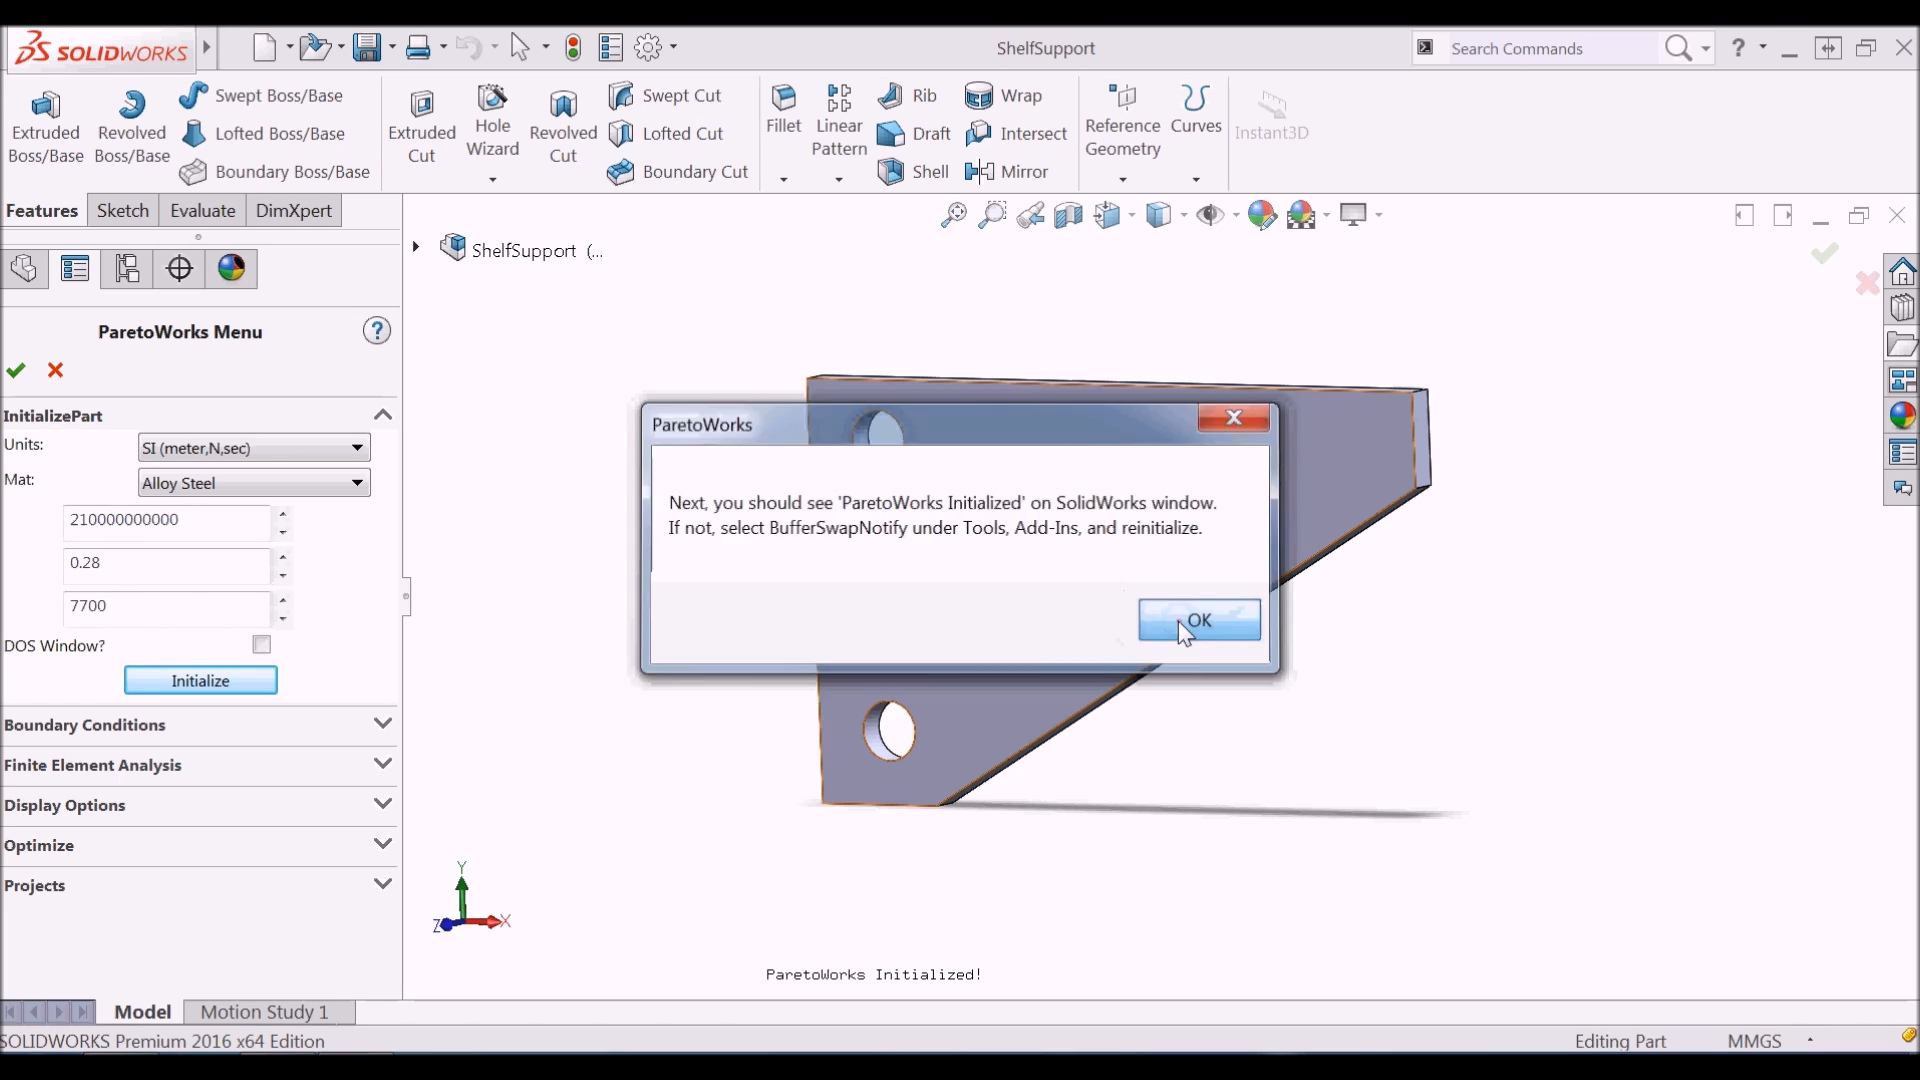 SOLIDWORKS
ShelfSupport
Search Commands
?
Extruded Boss/Base
Revolved Boss/Base
Swept Boss/Base
Lofted Boss/Base
Boundary Boss/Base
Extruded Cut
Hole Wizard
Revolved Cut
Swept Cut
Lofted Cut
Boundary Cut
Fillet
Linear Pattern
Rib
Draft
Shell
Wrap
Intersect
Mirror
Reference Geometry
Curves
Instant3D
Features
Sketch
Evaluate
DimXpert
ShelfSupport (...
ParetoWorks Menu
?
InitializePart
Units:
SI (meter,N,sec)
Mat:
Alloy Steel
210000000000
0.28
7700
DOS Window?
Initialize
Boundary Conditions
Finite Element Analysis
Display Options
Optimize
Projects
ParetoWorks
Next, you should see 'ParetoWorks Initialized' on SolidWorks window.
If not, select BufferSwapNotify under Tools, Add-Ins, and reinitialize.
OK
Y
Z
X
ParetoWorks Initialized!
Model
Motion Study 1
SOLIDWORKS Premium 2016 x64 Edition
Editing Part
MMGS